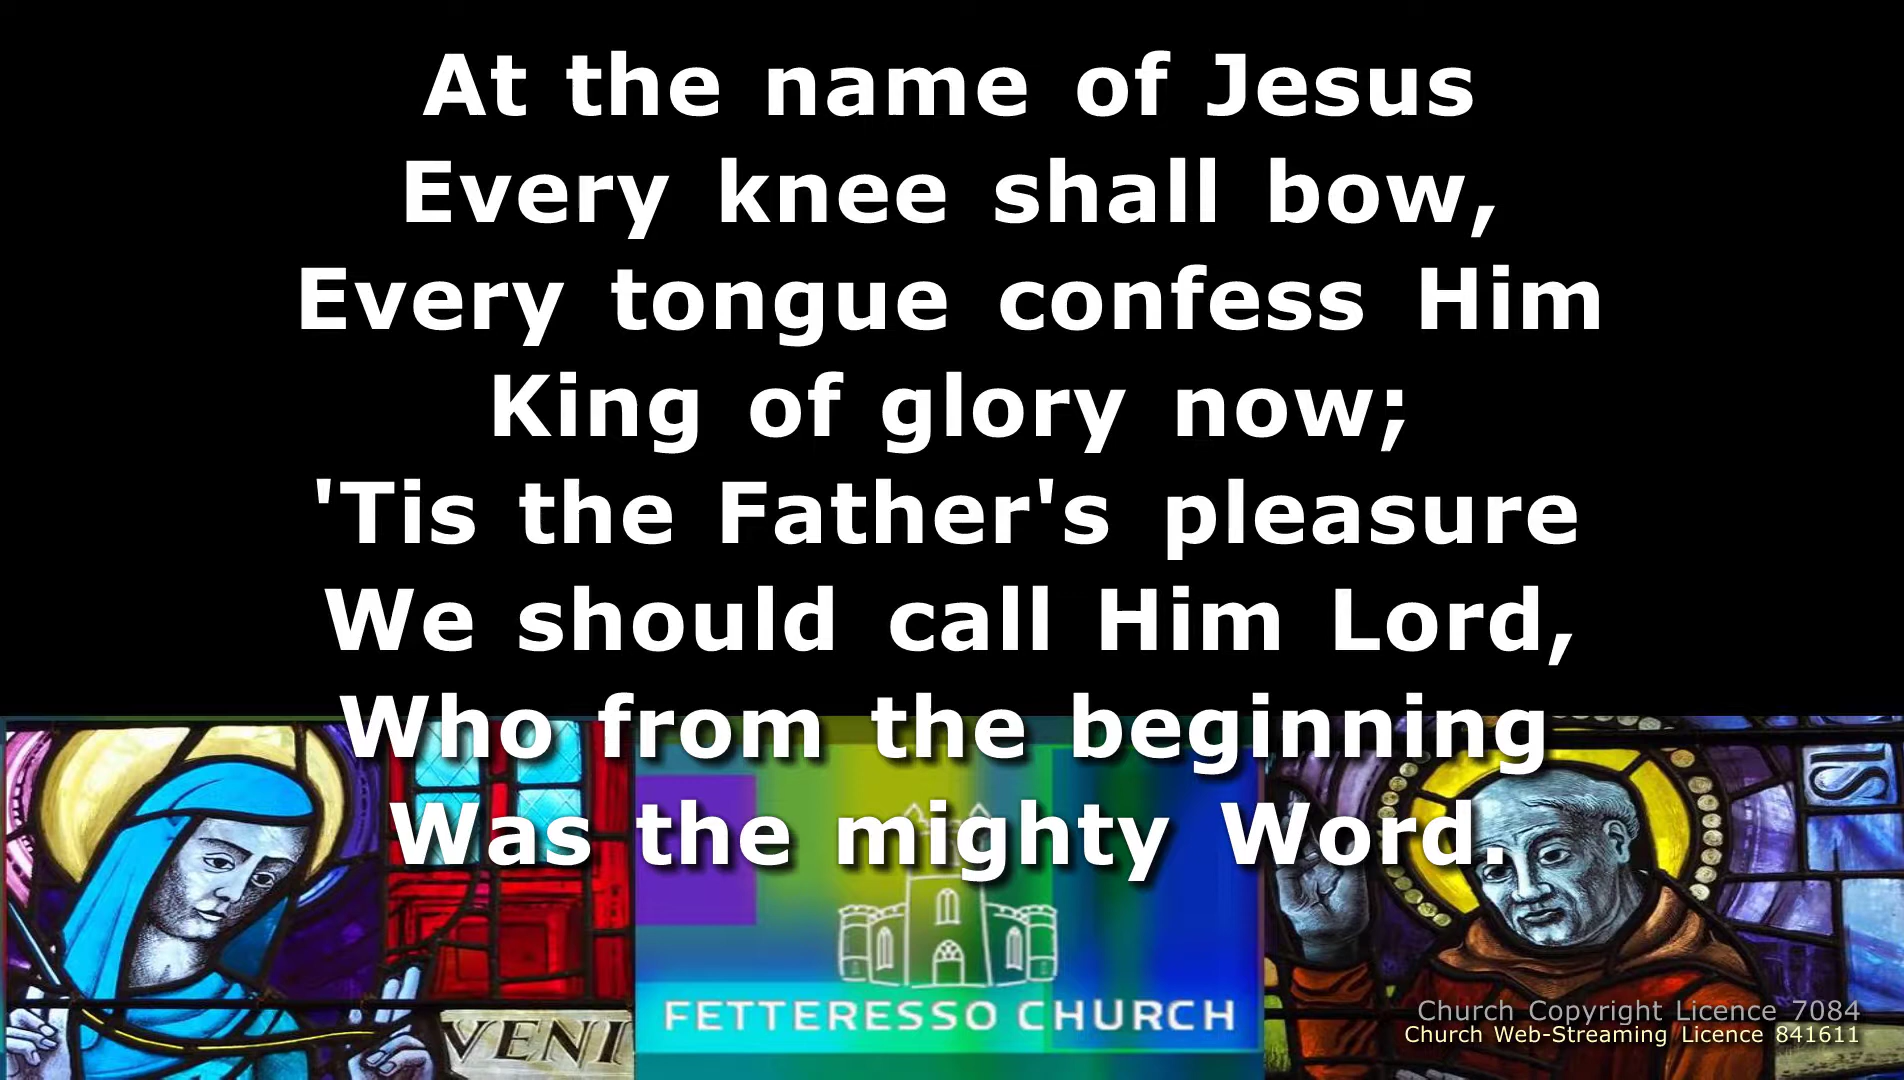 At the name of Jesus
Every knee shall bow,
Every tongue confess Him
King of glory now;
'Tis the Father's pleasure
We should call Him Lord,
Who from the beginning
Was the mighty Word.
IS
VENI
FETTERESSO CHURCH
Church Copyright Licence 7084
Church Web-Streaming Licence 841611